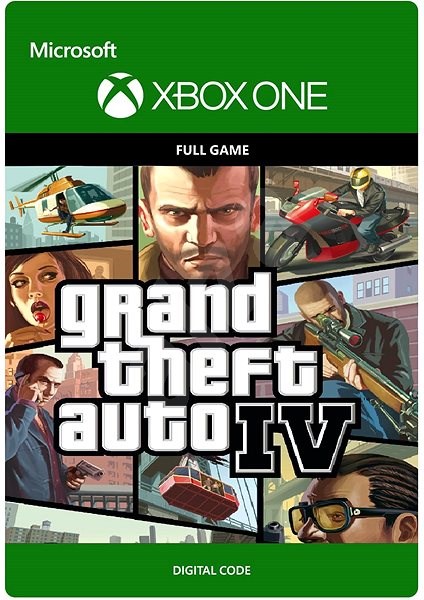 Microsoft
XBOX ONE
FULL GAME
grand
theft
auto IV
DIGITAL CODE